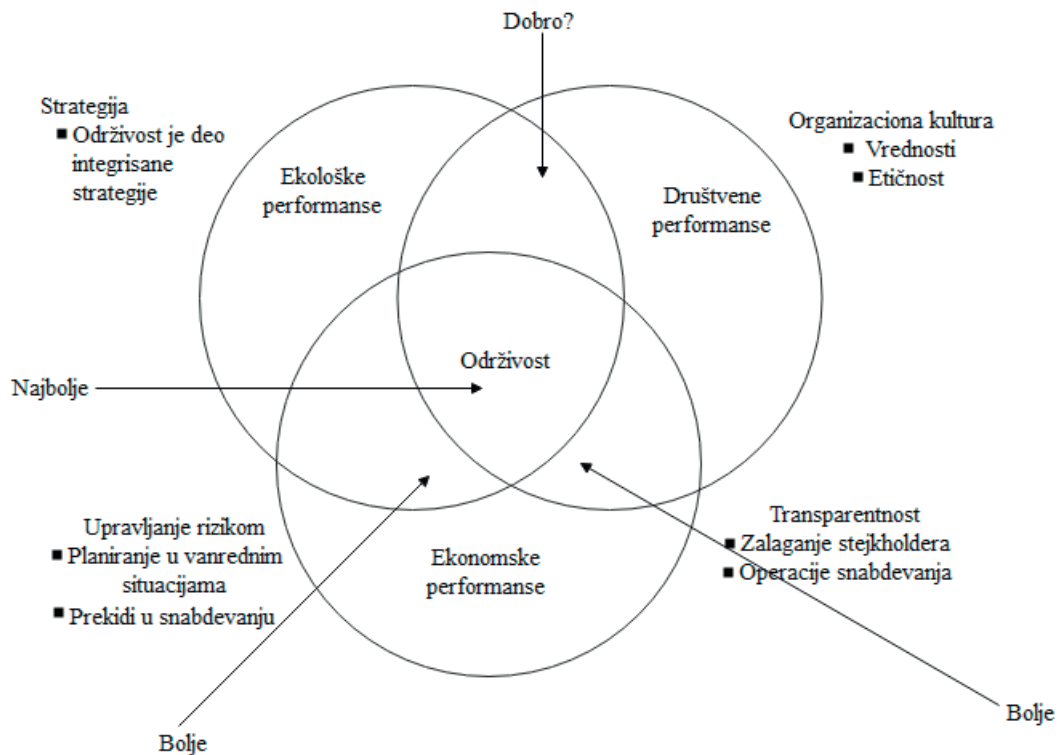 Dobro?
Strategija
■ Održivost je deo
integrisane
strategije
Organizaciona kultura
■ Vrednosti
■ Etičnost
Ekološke
performanse
Društvene
performanse
Održivost
Najbolje
Upravljanje rizikom
■ Planiranje u vanrednim
situacijama
■ Prekidi u snabdevanju
Ekonomske
performanse
Transparentnost
■ Zalaganje stejkholdera
■ Operacije snabdevanja
Bolje
Bolje